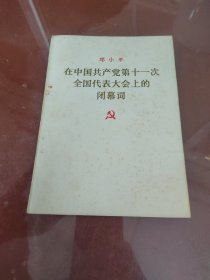 邓小平
在中国共产党第十一次
全国代表大会上的
闭幕词